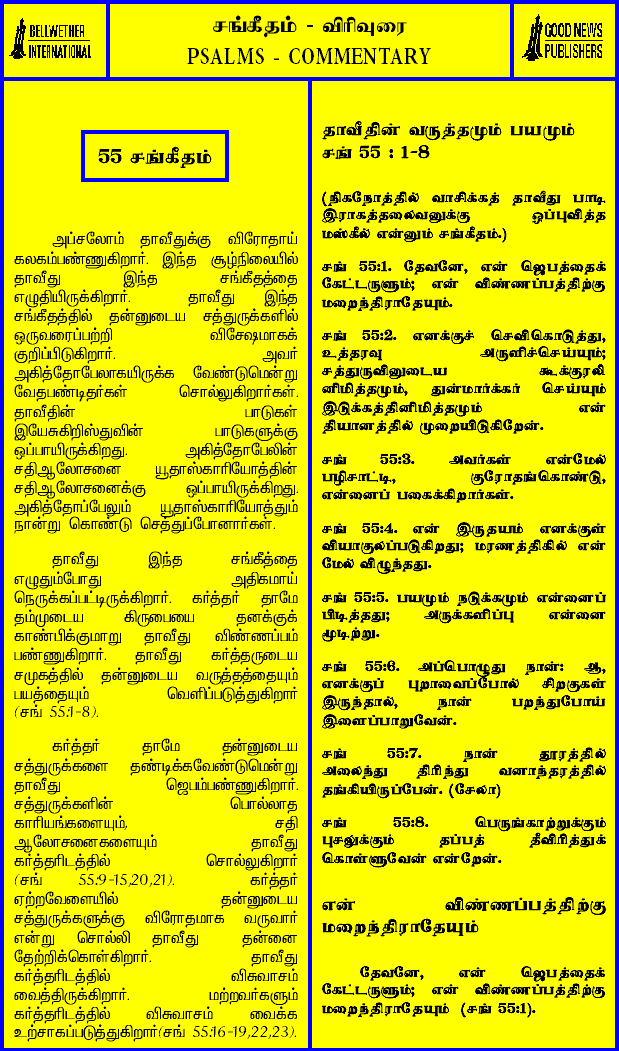 BELLWETHER
INTERNATIONAL
சங்கீதம் - விரிவுரை
PSALMS - COMMENTARY
GOOD NEWS
PUBLISHERS
55 சங்கீதம்
அப்சலோம் தாவீதுக்கு விரோதாய்
கலகம்பண்ணுகிறார். இந்த சூழ்நிலையில்
தாவீது இந்த சங்கீதத்தை
எழுதியிருக்கிறார். தாவீது இந்த
சங்கீதத்தில் தன்னுடைய சத்துருக்களில்
ஒருவரைப்பற்றி விசேஷமாகக்
குறிப்பிடுகிறார். அவர்
அகித்தோபேலாகயிருக்க வேண்டுமென்று
வேதபண்டிதர்கள் சொல்லுகிறார்கள்.
தாவீதின் பாடுகள்
இயேசுகிறிஸ்துவின் பாடுகளுக்கு
ஒப்பாயிருக்கிறது. அகித்தோபேலின்
சதிஆலோசனை யூதாஸ்காரியோத்தின்
சதிஆலோசனைக்கு ஒப்பாயிருக்கிறது.
அகித்தோப்பேலும் யூதாஸ்காரியோத்தும்
நான்று கொண்டு செத்துப்போனார்கள்.
தாவீது இந்த சங்கீத்தை
எழுதும்போது அதிகமாய்
நெருக்கப்பட்டிருக்கிறார். கர்த்தர் தாமே
தம்முடைய கிருபையை தனக்குக்
காண்பிக்குமாறு தாவீது விண்ணப்பம்
பண்ணுகிறார். தாவீது கர்த்தருடைய
சமுகத்தில் தன்னுடைய வருத்தத்தையும்
பயத்தையும் வெளிப்படுத்துகிறார்
(சங் 55:1-8).
கர்த்தர் தாமே தன்னுடைய
சத்துருக்களை தண்டிக்கவேண்டுமென்று
தாவீது ஜெபம்பண்ணுகிறார்.
சத்துருக்களின் பொல்லாத
காரியங்களையும், சதி
ஆலோசனைகளையும் தாவீது
கர்த்தரிடத்தில் சொல்லுகிறார்
(சங் 55:9-15,20,21). கர்த்தர்
ஏற்றவேளையில் தன்னுடைய
சத்துருக்களுக்கு விரோதமாக வருவார்
என்று சொல்லி தாவீது தன்னை
தேற்றிக்கொள்கிறார். தாவீது
கர்த்தரிடத்தில் விசுவாசம்
வைத்திருக்கிறார். மற்றவர்களும்
கர்த்தரிடத்தில் விசுவாசம் வைக்க
உற்சாகப்படுத்துகிறார்(சங் 55:16-19,22,23).
தாவீதின் வருத்தமும் பயமும்
சங் 55 : 1-8
(நிகநோத்தில் வாசிக்கத் தாவீது பாடி
இராகத்தலைவனுக்கு ஒப்புவித்த
மஸ்கீல் என்னும் சங்கீதம்.)
சங் 55:1. தேவனே, என் ஜெபத்தைக்
கேட்டருளும்; என் விண்ணப்பத்திற்கு
மறைந்திராதேயும்.
சங் 55:2. எனக்குச் செவிகொடுத்து,
உத்தரவு அருளிச்செய்யும்;
சத்துருவினுடைய கூக்குரலி
னிமித்தமும், துன்மார்க்கர் செய்யும்
இடுக்கத்தினிமித்தமும் என்
தியானத்தில் முறையிடுகிறேன்.
சங் 55:3. அவர்கள் என்மேல்
பழிசாட்டி, குரோதங்கொண்டு,
என்னைப் பகைக்கிறார்கள்.
சங் 55:4. என் இருதயம் எனக்குள்
வியாகுலப்படுகிறது; மரணத்திகில் என்
மேல் விழுந்தது.
சங் 55:5. பயமும் நடுக்கமும் என்னைப்
பிடித்தது; அருக்களிப்பு என்னை
மூடிற்று.
சங் 55:6. அப்பொழுது நான்: ஆ,
எனக்குப் புறாவைப்போல் சிறகுகள்
இருந்தால், நான் பறந்துபோய்
இளைப்பாறுவேன்.
சங் 55:7. நான் தூரத்தில்
அலைந்து திரிந்து வனாந்தரத்தில்
தங்கியிருப்பேன். (சேலா)
சங் 55:8. பெருங்காற்றுக்கும்
புசலுக்கும் தப்பத் தீவிரித்துக்
கொள்ளுவேன் என்றேன்.
என் விண்ணப்பத்திற்கு
மறைந்திராதேயும்
தேவனே, என் ஜெபத்தைக்
கேட்டருளும்; என் விண்ணப்பத்திற்கு
மறைந்திராதேயும் (சங் 55:1).